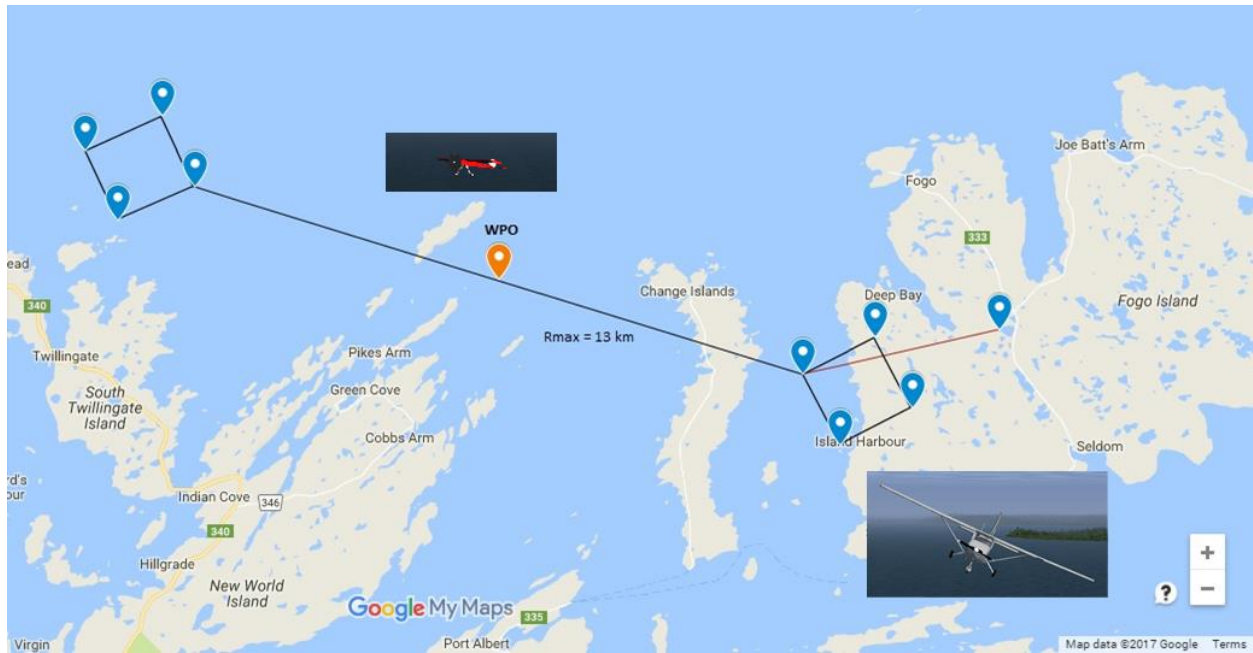 Joe Batt's Arm
Fogo
WPO
333
ead
340
Change Islands
Deep Bay
Fogo Island
Rmax = 13 km
Twillingate
Pikes Arm
South
Twillingate
Island
Green Cove
Cobbs Arm
Island Harbour
Seldom
rd's
our
Indian Cove
346
340
Hillgrade
New World
Island
Google My Maps
335
Port Albert
Virgin
+
−
?
Map data ©2017 Google Terms